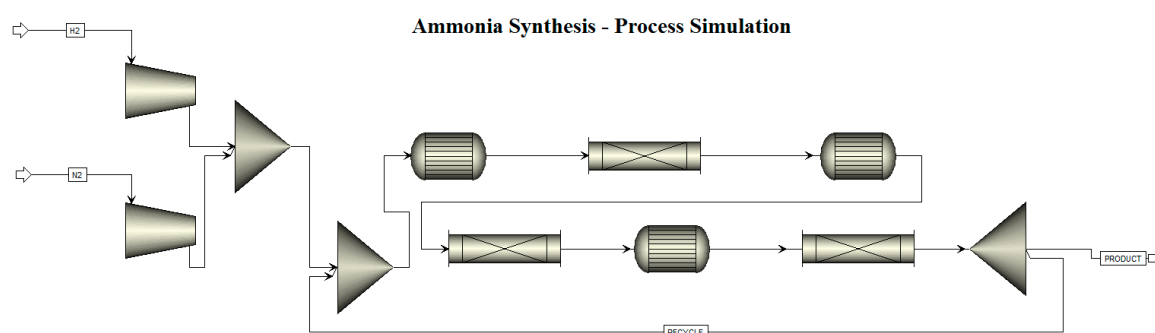 Ammonia Synthesis - Process Simulation
H2
N2
PRODUCT
RECYCLE